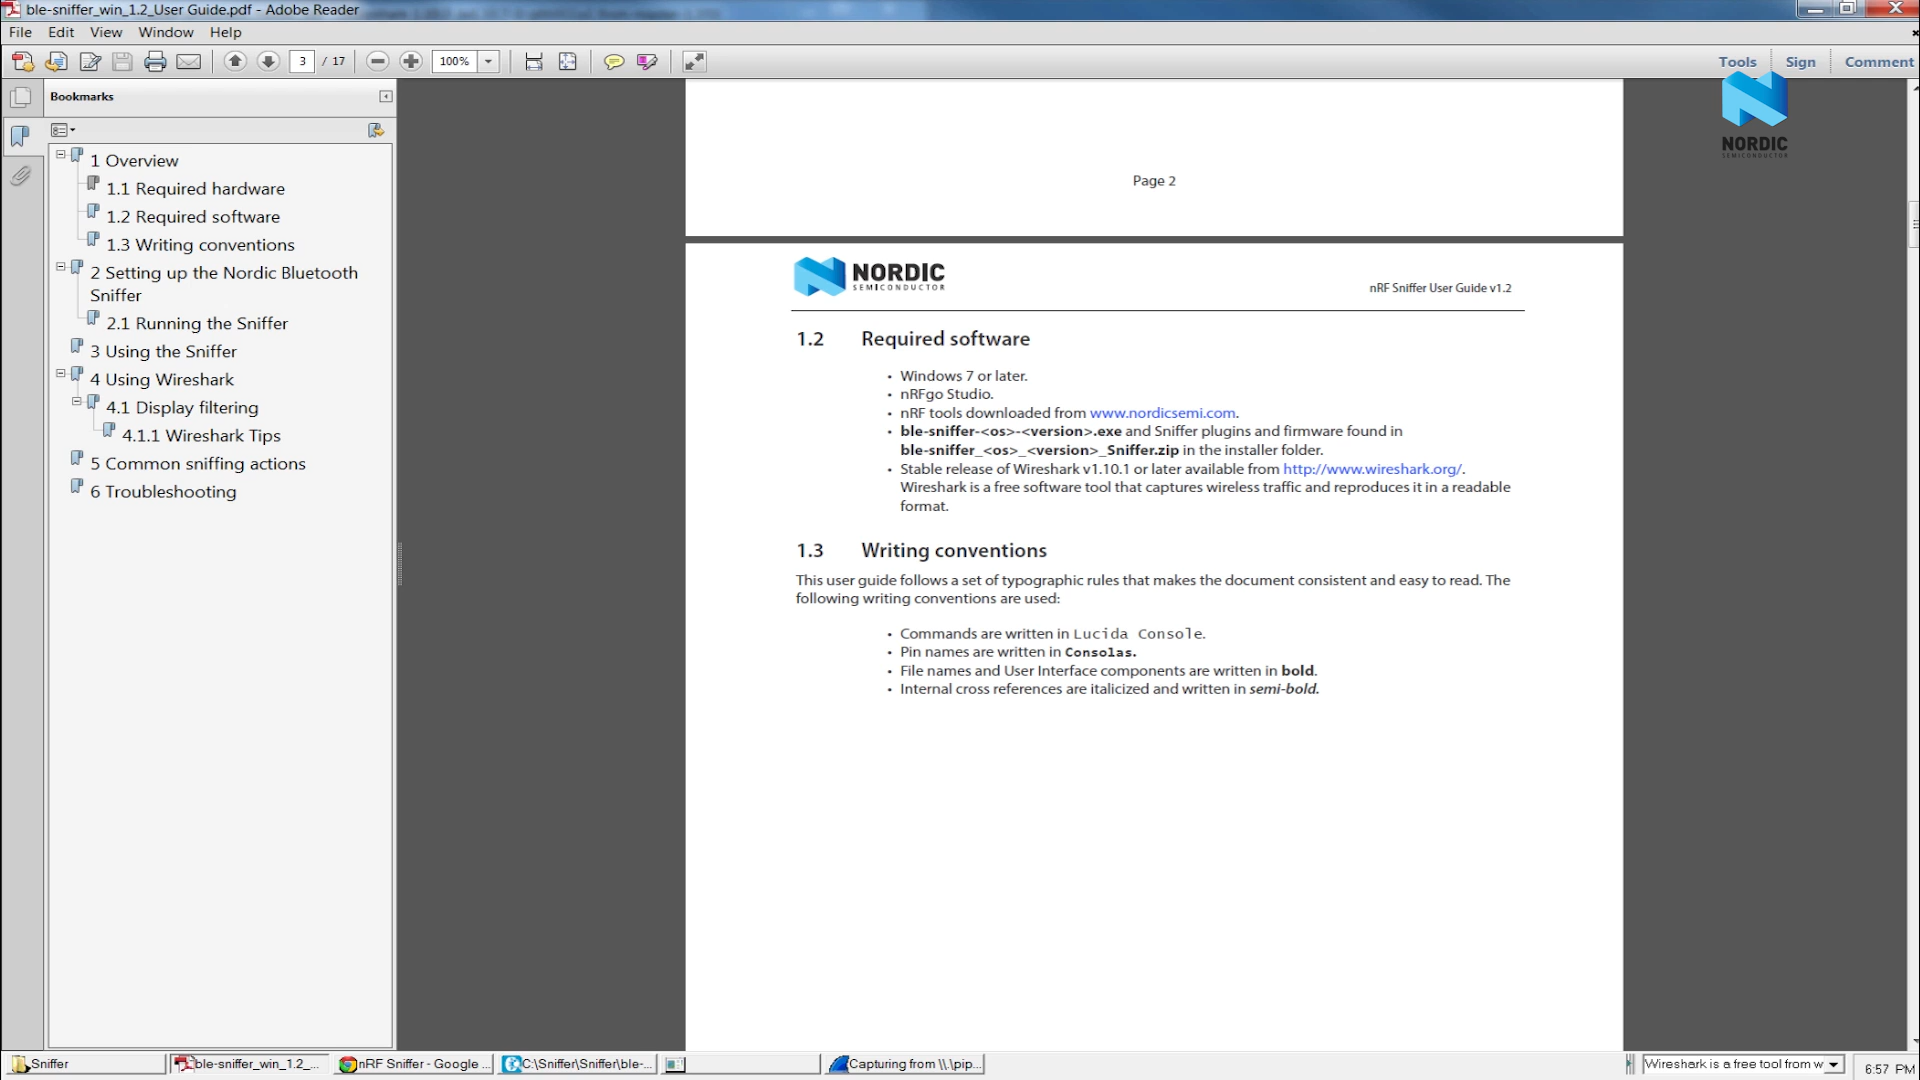 ble-sniffer_win_1.2_User Guide.pdf - Adobe Reader
File Edit View Window Help
3 / 17 100% Tools Sign Comment
Bookmarks
1 Overview
1.1 Required hardware
1.2 Required software
1.3 Writing conventions
2 Setting up the Nordic Bluetooth
Sniffer
2.1 Running the Sniffer
3 Using the Sniffer
4 Using Wireshark
4.1 Display filtering
4.1.1 Wireshark Tips
5 Common sniffing actions
6 Troubleshooting
NORDIC
SEMICONDUCTOR
Page 2
NORDIC
SEMICONDUCTOR
nRF Sniffer User Guide v1.2
1.2 Required software
• Windows 7 or later.
• nRFgo Studio.
• nRF tools downloaded from www.nordicsemi.com.
• ble-sniffer-<os>-<version>.exe and Sniffer plugins and firmware found in
ble-sniffer_<os>_<version>_Sniffer.zip in the installer folder.
• Stable release of Wireshark v1.10.1 or later available from http://www.wireshark.org/.
Wireshark is a free software tool that captures wireless traffic and reproduces it in a readable
format.
1.3 Writing conventions
This user guide follows a set of typographic rules that makes the document consistent and easy to read. The
following writing conventions are used:
• Commands are written in Lucida Console.
• Pin names are written in Consolas.
• File names and User Interface components are written in bold.
• Internal cross references are italicized and written in semi-bold.
Sniffer ble-sniffer_win_1.2_... nRF Sniffer - Google ... C:\Sniffer\Sniffer\ble-... Capturing from \\.\pip... Wireshark is a free tool from w 6:57 PM